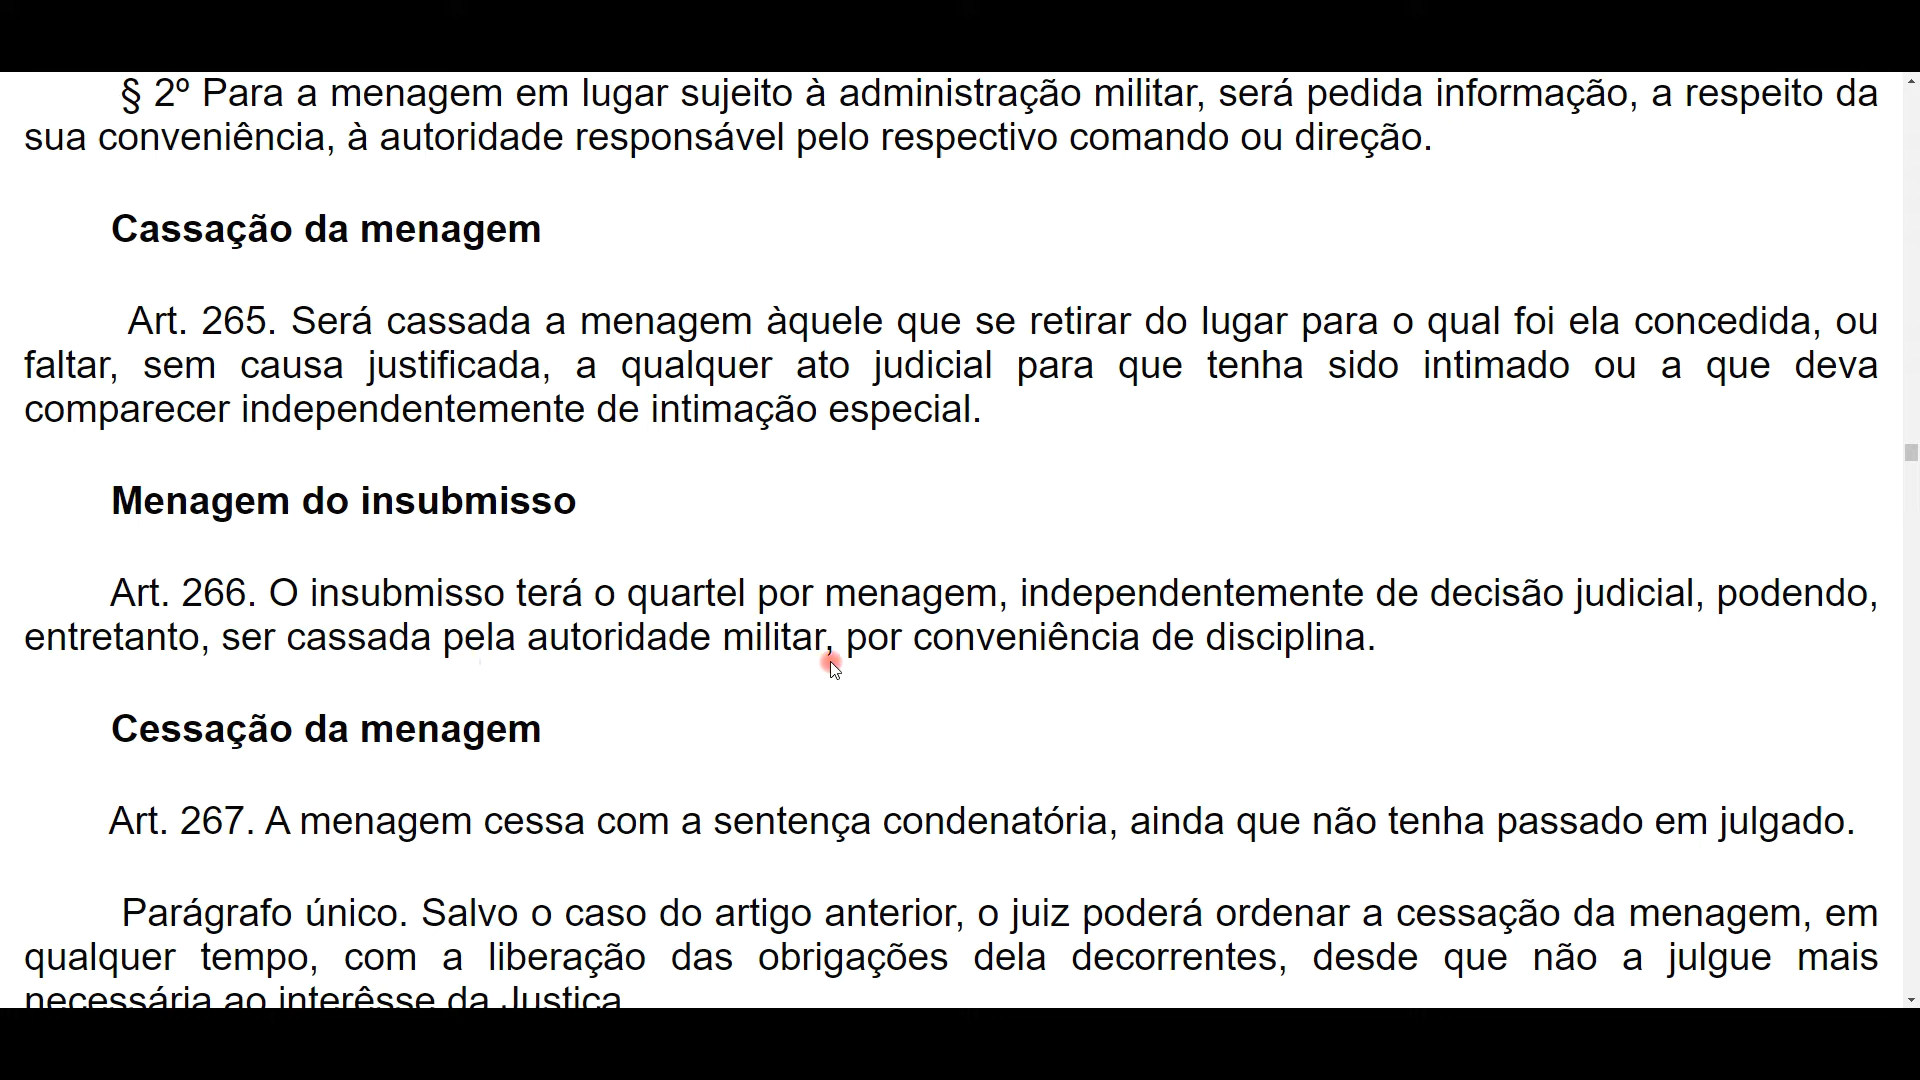 § 2º Para a menagem em lugar sujeito à administração militar, será pedida informação, a respeito da
sua conveniência, à autoridade responsável pelo respectivo comando ou direção.
Cassação da menagem
Art. 265. Será cassada a menagem àquele que se retirar do lugar para o qual foi ela concedida, ou
faltar, sem causa justificada, a qualquer ato judicial para que tenha sido intimado ou a que deva
comparecer independentemente de intimação especial.
Menagem do insubmisso
Art. 266. O insubmisso terá o quartel por menagem, independentemente de decisão judicial, podendo,
entretanto, ser cassada pela autoridade militar, por conveniência de disciplina.
Cessação da menagem
Art. 267. A menagem cessa com a sentença condenatória, ainda que não tenha passado em julgado.
Parágrafo único. Salvo o caso do artigo anterior, o juiz poderá ordenar a cessação da menagem, em
qualquer tempo, com a liberação das obrigações dela decorrentes, desde que não a julgue mais
necessária ao interêsse da Justiça